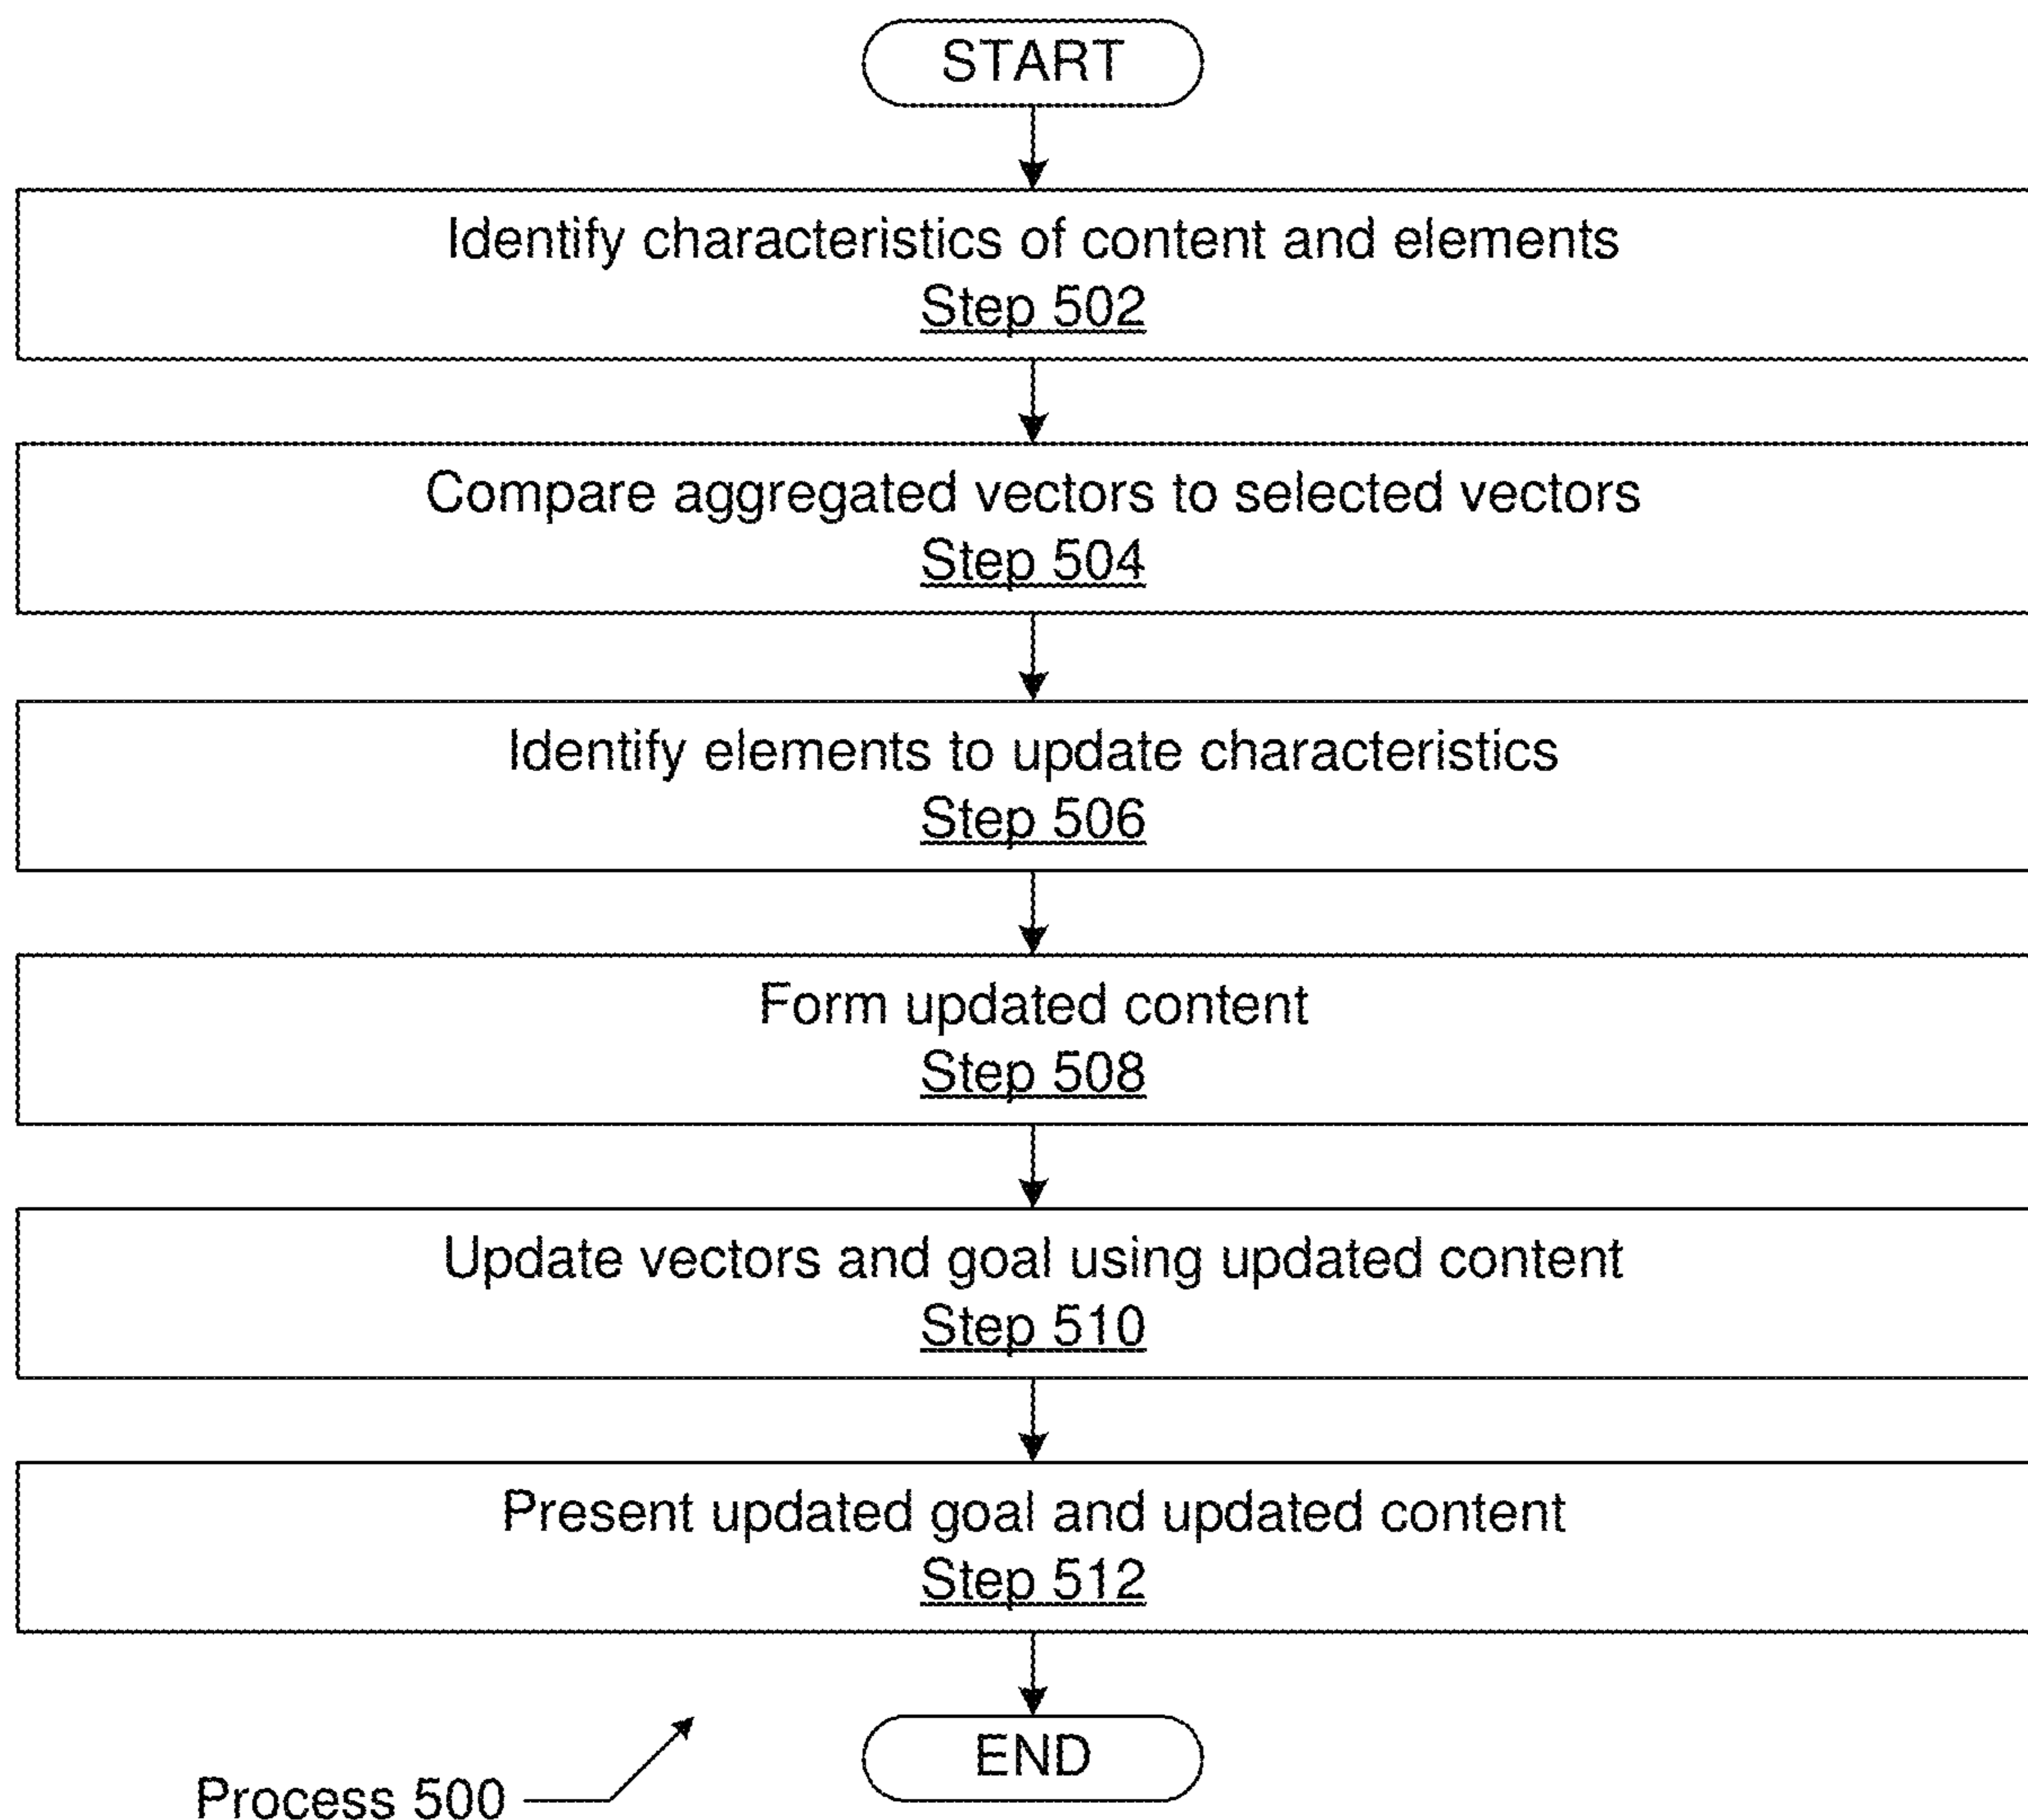 START
Identify characteristics of content and elements
Step 502
Compare aggregated vectors to selected vectors
Step 504
Identify elements to update characteristics
Step 506
Form updated content
Step 508
Update vectors and goal using updated content
Step 510
Present updated goal and updated content
Step 512
END
Process 500